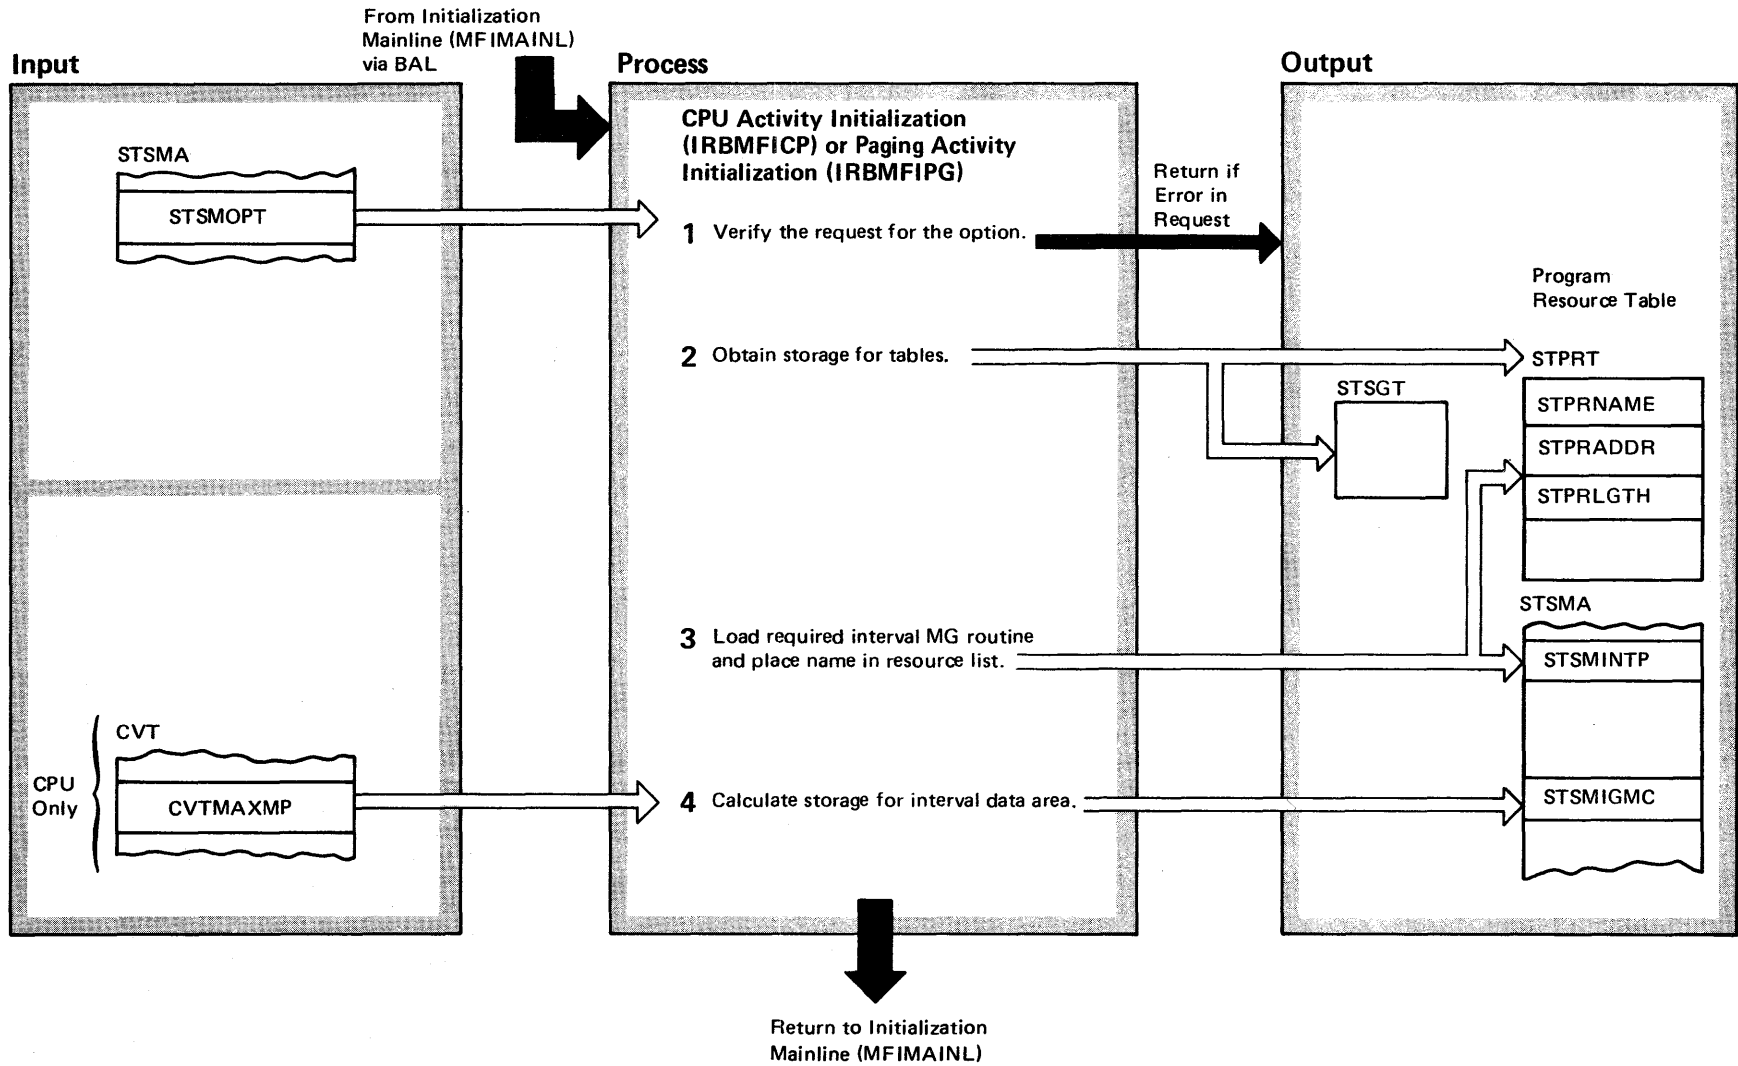 From Initialization
Mainline (MFIMAINL)
via BAL
Input
Process
Output
CPU Activity Initialization
(IRBMFICP) or Paging Activity
Initialization (IRBMFIPG)
STSMA
STSMOPT
1 Verify the request for the option.
Return if
Error in
Request
Program
Resource Table
2 Obtain storage for tables.
STPRT
STSGT
STPRNAME
STPRADDR
STPRLGTH
STSMA
3 Load required interval MG routine
and place name in resource list.
STSMINTP
CVT
CPU
Only
CVTMAXMP
4 Calculate storage for interval data area.
STSMIGMC
Return to Initialization
Mainline (MFIMAINL)